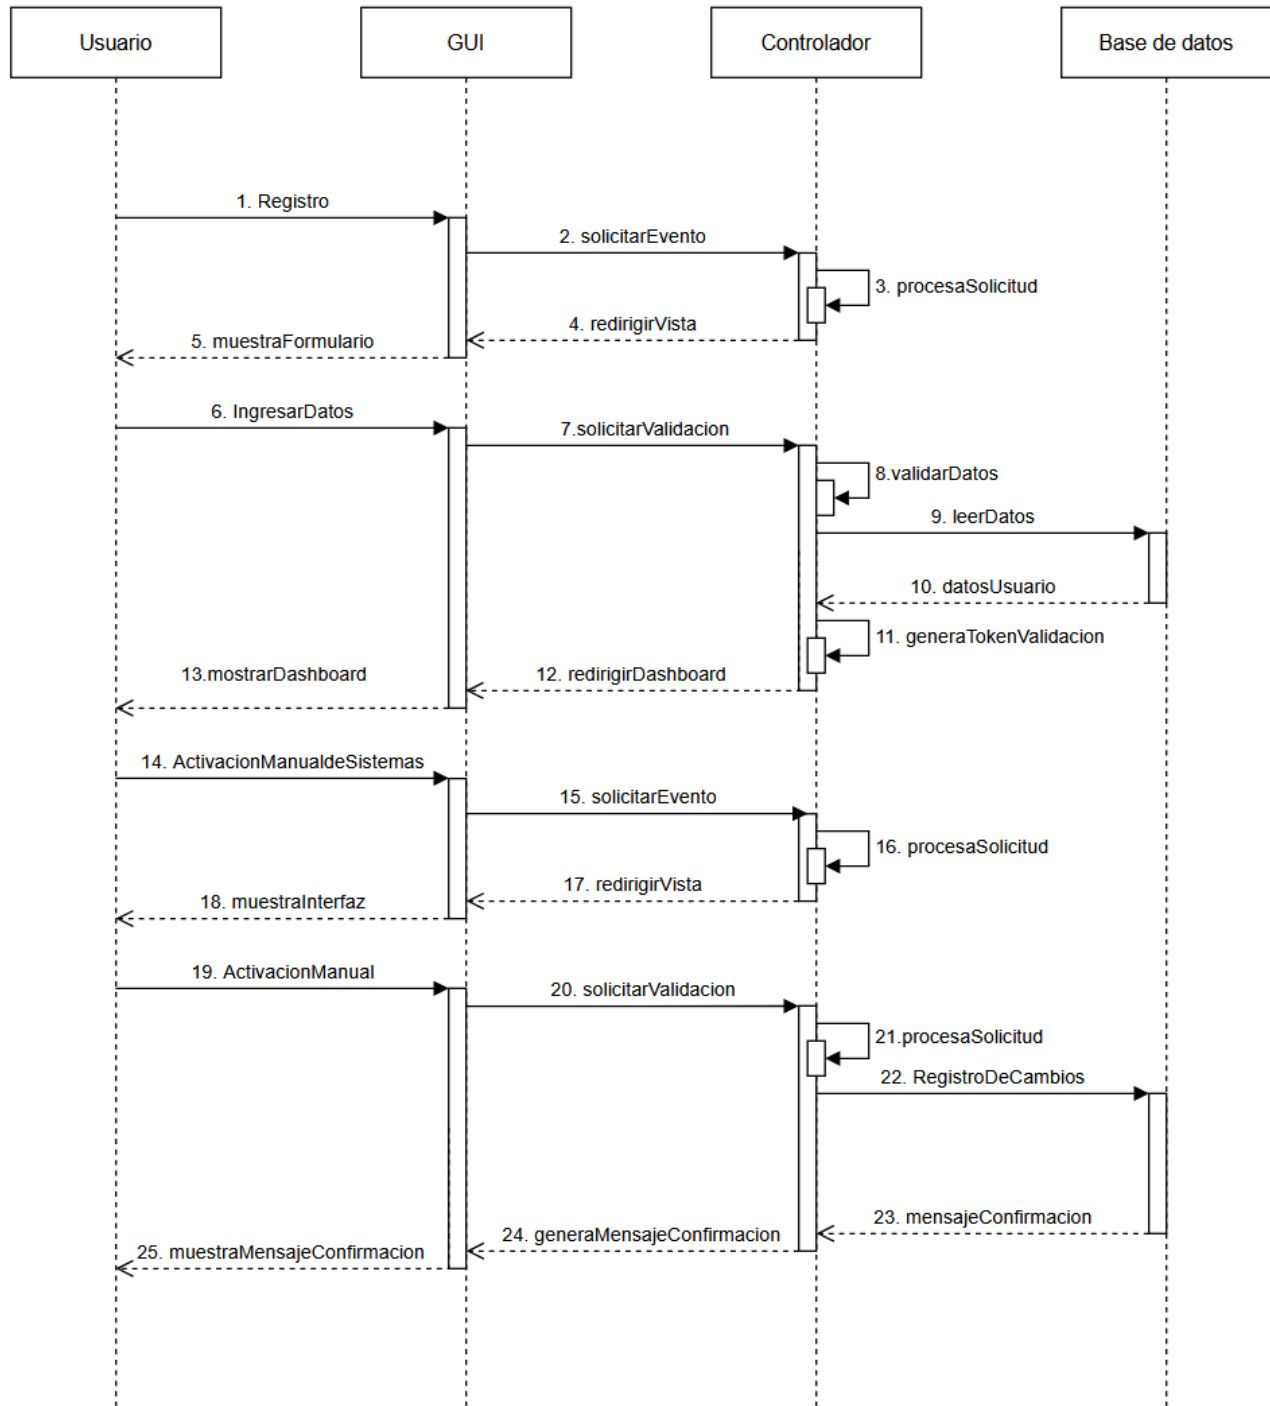 Usuario
GUI
Controlador
Base de datos
1. Registro
2. solicitarEvento
3. procesaSolicitud
4. redirigirVista
5. muestraFormulario
6. IngresarDatos
7.solicitarValidacion
8.validarDatos
9. leerDatos
10. datosUsuario
11. generaTokenValidacion
12. redirigirDashboard
13.mostrarDashboard
14. ActivacionManualdeSistemas
15. solicitarEvento
16. procesaSolicitud
17. redirigirVista
18. muestraInterfaz
19. ActivacionManual
20. solicitarValidacion
21.procesaSolicitud
22. RegistroDeCambios
23. mensajeConfirmacion
24. generaMensajeConfirmacion
25. muestraMensajeConfirmacion